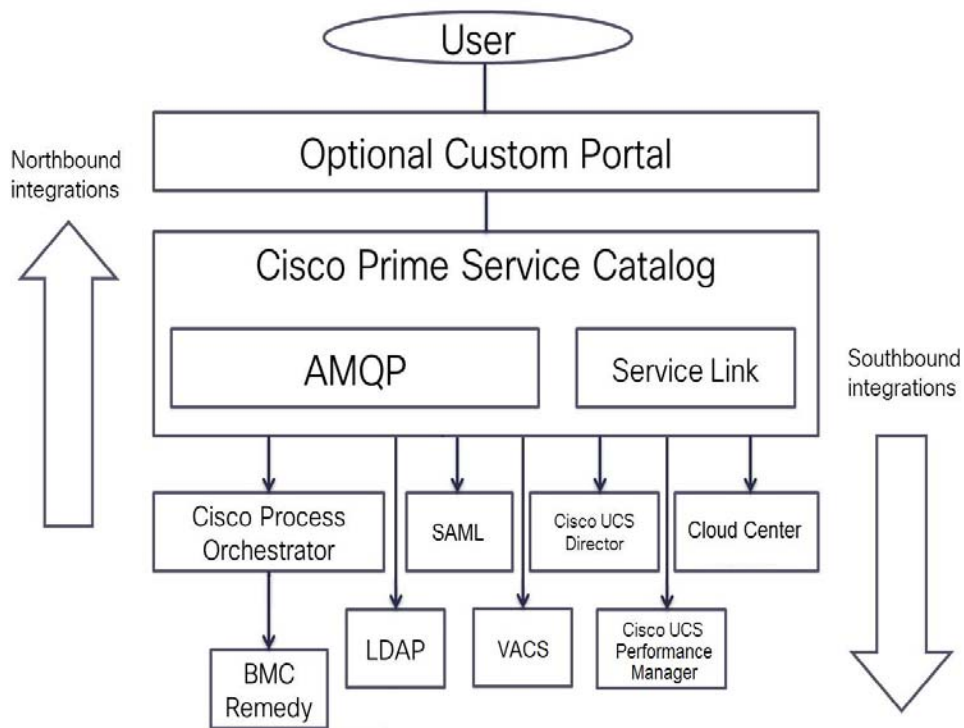 User
Optional Custom Portal
Northbound
integrations
Cisco Prime Service Catalog
AMQP
Service Link
Southbound
integrations
Cisco Process
Orchestrator
SAML
Cisco UCS
Director
Cloud Center
LDAP
VACS
Cisco UCS
Performance
Manager
BMC
Remedy